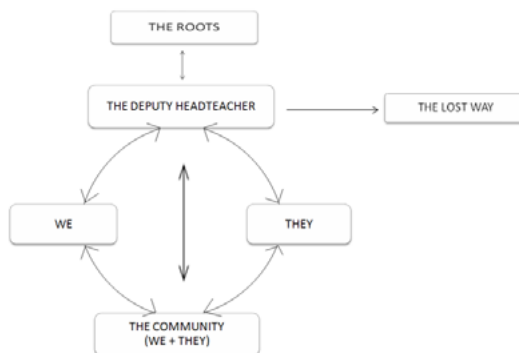 THE ROOTS
THE DEPUTY HEADTEACHER
THE LOST WAY
WE
THEY
THE COMMUNITY
(WE + THEY)